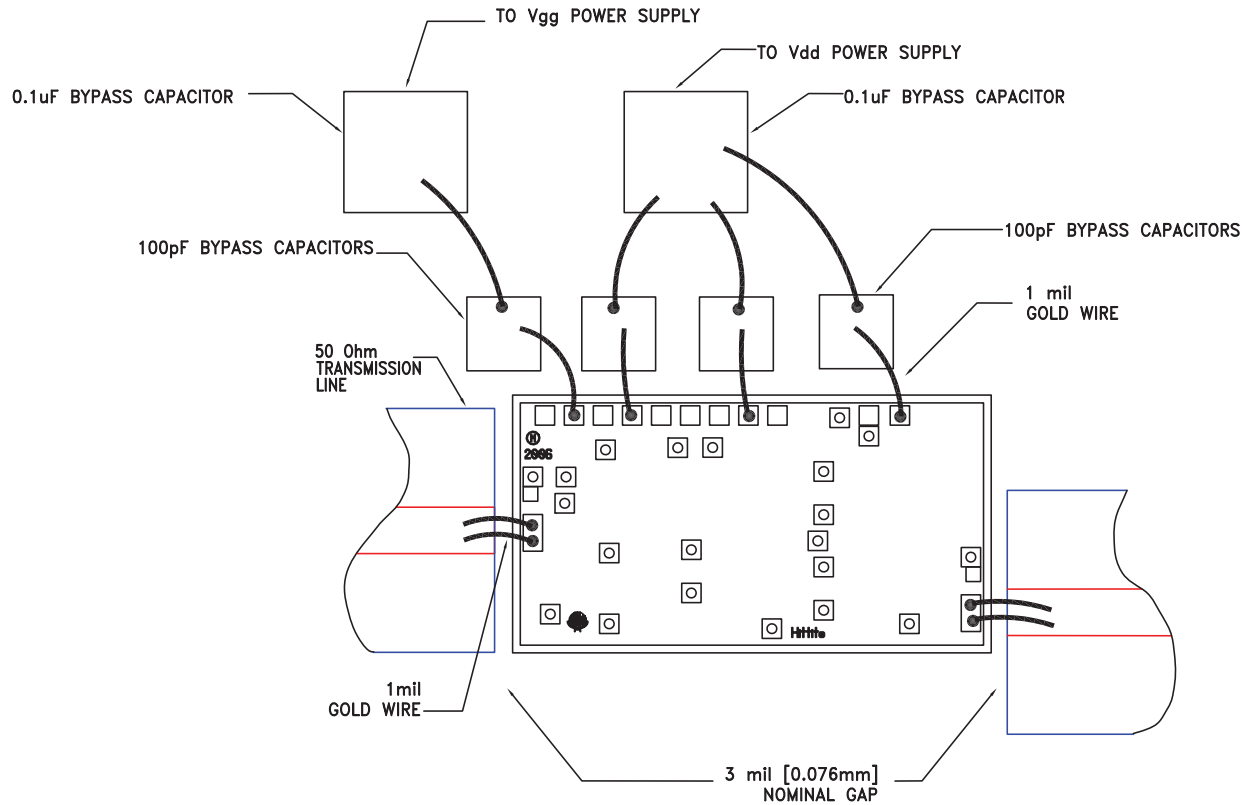 TO Vgg POWER SUPPLY
TO Vdd POWER SUPPLY
0.1uF BYPASS CAPACITOR
0.1uF BYPASS CAPACITOR
100pF BYPASS CAPACITORS
100pF BYPASS CAPACITORS
1 mil
GOLD WIRE
50 Ohm
TRANSMISSION
LINE
M
2006
Hittite
1mil
GOLD WIRE
3 mil [0.076mm]
NOMINAL GAP